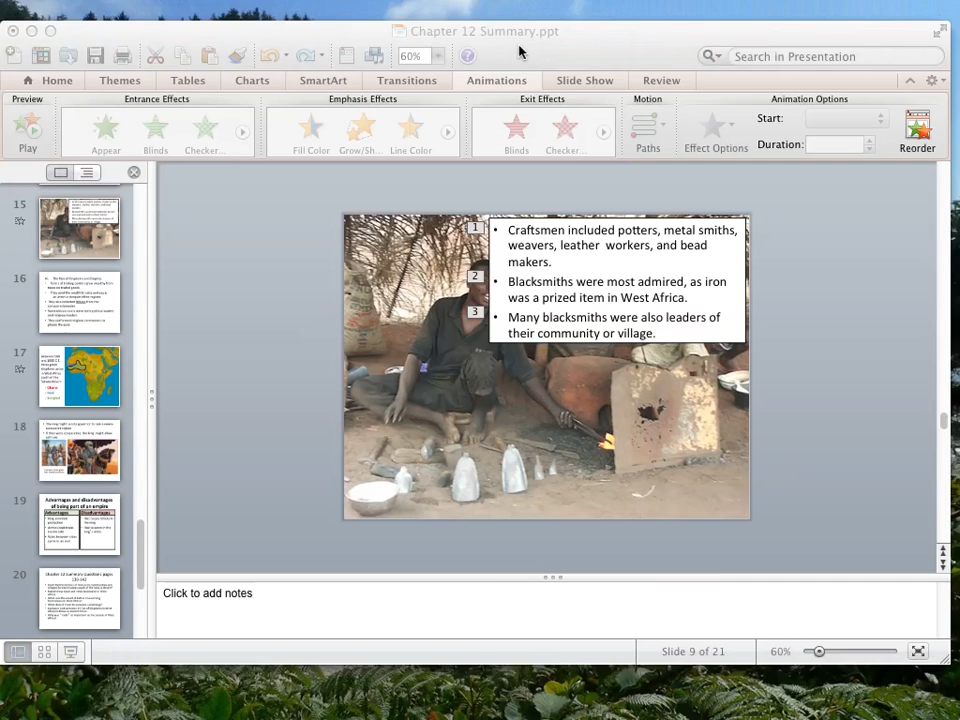 Chapter 12 Summary.ppt
60%
Search in Presentation
Home Themes Tables Charts SmartArt Transitions Animations Slide Show Review
Preview Entrance Effects Emphasis Effects Exit Effects Motion Animation Options
Start:
Duration:
Play Appear Blinds Checker... Fill Color Grow/Sh... Line Color Blinds Checker... Paths Effect Options Reorder
15
16
17
18
19
Advantages and disadvantages
of being part of an empire
Advantages Disadvantages
20
1
2
3
• Craftsmen included potters, metal smiths,
weavers, leather workers, and bead
makers.
• Blacksmiths were most admired, as iron
was a prized item in West Africa.
• Many blacksmiths were also leaders of
their community or village.
Click to add notes
Slide 9 of 21
60%